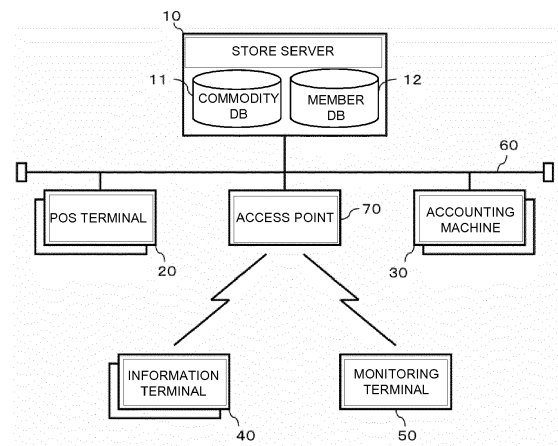 10
STORE SERVER
11
12
COMMODITY
DB
MEMBER
DB
60
POS TERMINAL
20
ACCESS POINT
70
ACCOUNTING
MACHINE
30
INFORMATION
TERMINAL
40
MONITORING
TERMINAL
50